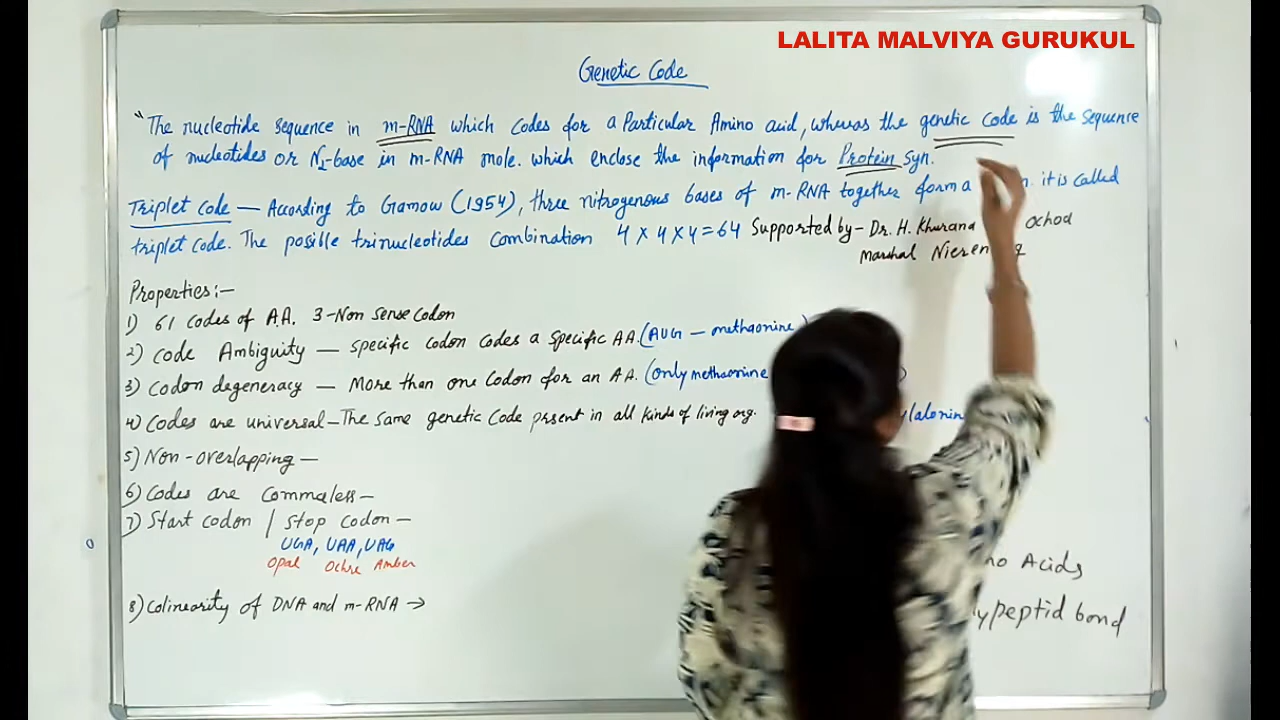 LALITA MALVIYA GURUKUL
Genetic Code
"The nucleotide sequence in m-RNA which codes for a Particular Amino acid, wheras the genetic code is the sequence
of nucleotides or N2-base in m-RNA mole. which enclose the information for Protein syn.
Triplet code — According to Gamow (1954), three nitrogenous bases of m-RNA together form a it is called
triplet code. The posille trinucleotides combination 4 x 4 x 4 = 64 Supported by - Dr. H. Khurana Ochoa
Marshal
Properties:-
1) 61 codes of A.A. 3-Non Sense Codon
2) Code Ambiguity — specific codon codes a specific AA. (AUG — methaonine
3) Codon degeneracy — More than one Codon for an A.A. (only methaonine
4) Codes are universal - The same genetic Code prsent in all kinds of living org.
5) Non-overlapping —
6) Codes are Commaless —
7) Start codon / Stop codon —
UGA, UAA, UAG
Opal Ochre Amber
8) Colinearity of DNA and m-RNA →
Acids
bond